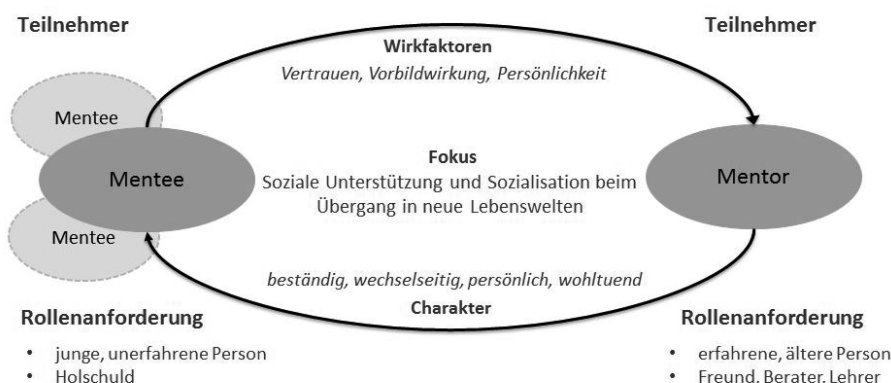 Teilnehmer
Teilnehmer
Wirkfaktoren
Vertrauen, Vorbildwirkung, Persönlichkeit
Mentee
Mentee
Mentee
Fokus
Soziale Unterstützung und Sozialisation beim
Übergang in neue Lebenswelten
Mentor
beständig, wechselseitig, persönlich, wohltuend
Charakter
Rollenanforderung
• junge, unerfahrene Person
• Holschuld
Rollenanforderung
• erfahrene, ältere Person
• Freund, Berater, Lehrer